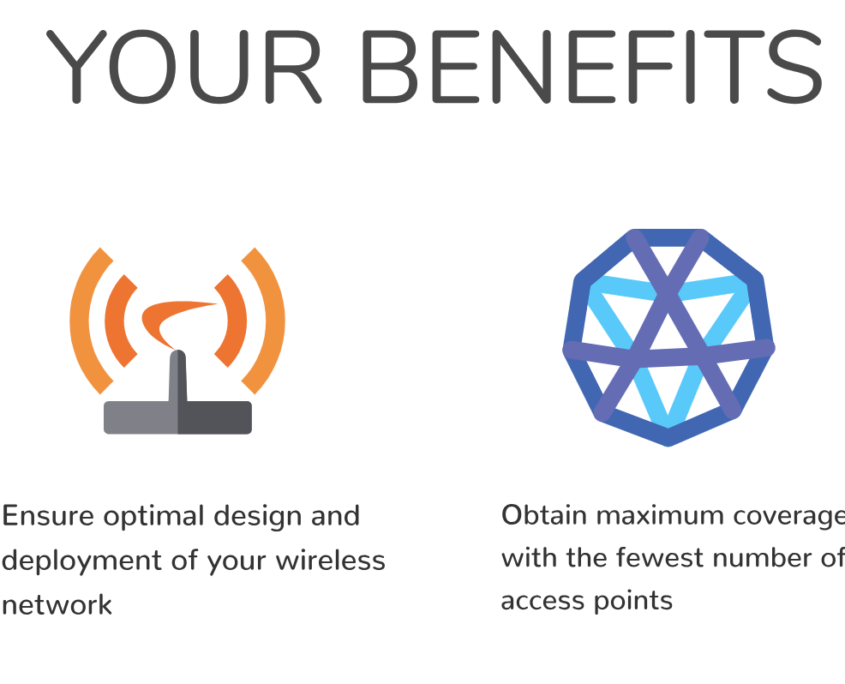 YOUR BENEFITS
Ensure optimal design and
deployment of your wireless
network
Obtain maximum coverage
with the fewest number of
access points